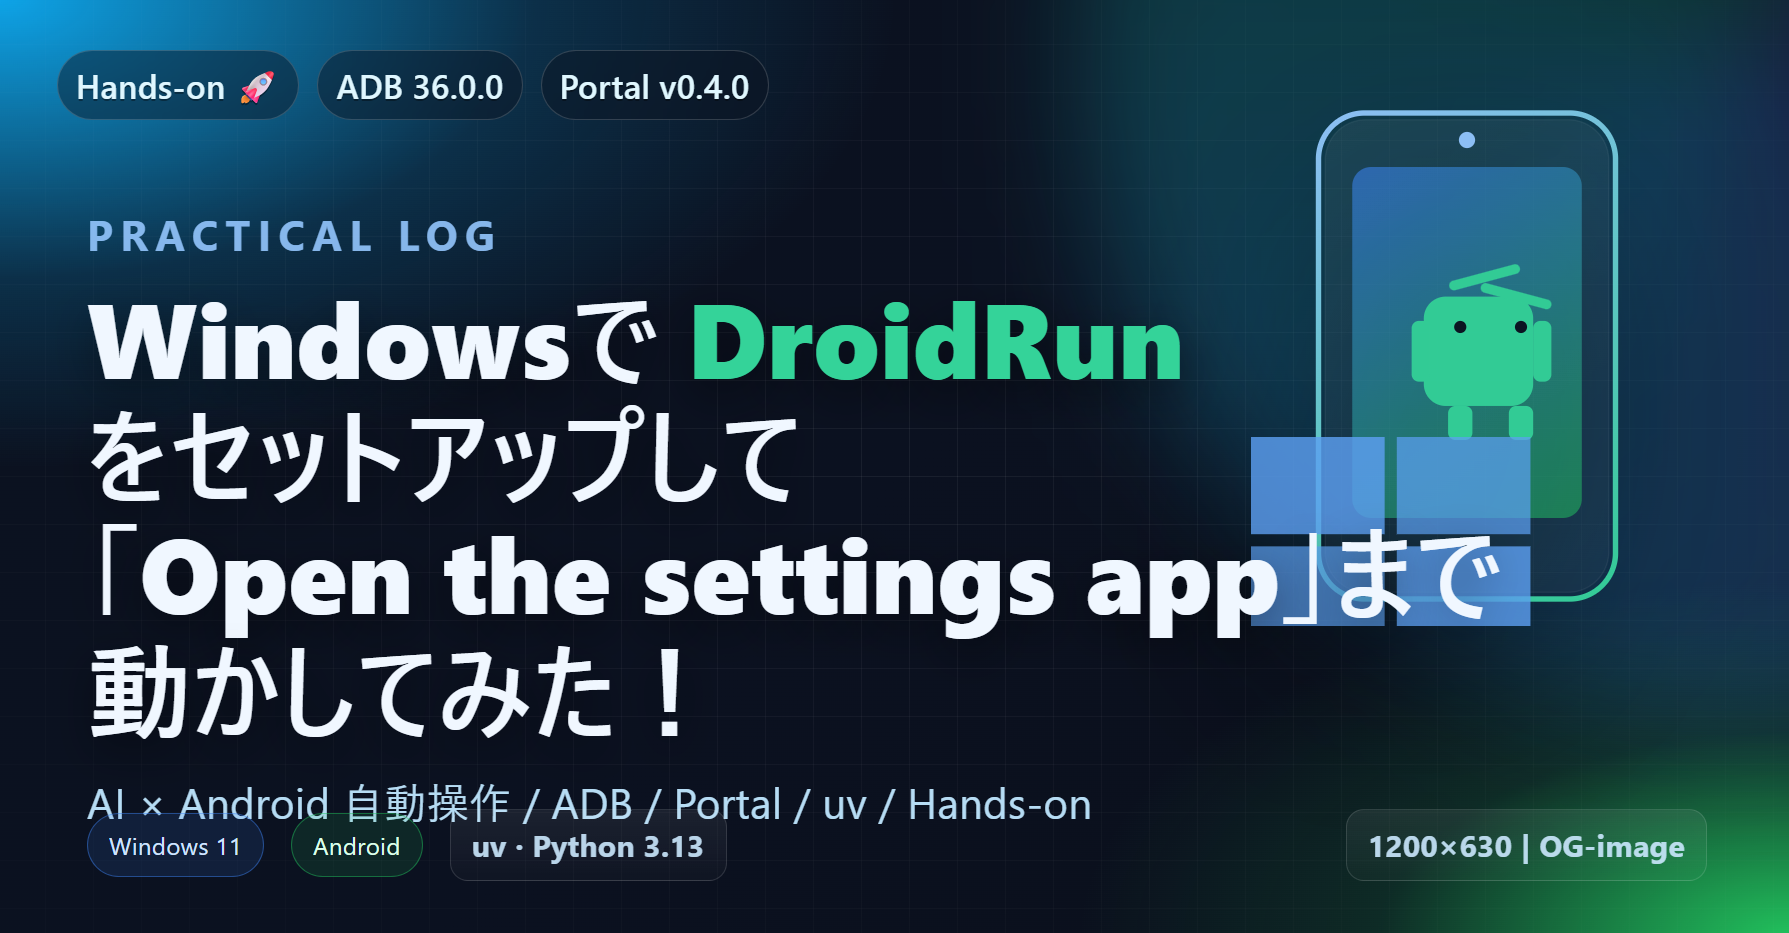 Hands-on 🚀
ADB 36.0.0
Portal v0.4.0
PRACTICAL LOG
Windowsで DroidRun
をセットアップして
「Open the settings app」まで
動かしてみた！
AI × Android 自動操作 / ADB / Portal / uv / Hands-on
Windows 11
Android
uv · Python 3.13
1200×630 | OG-image